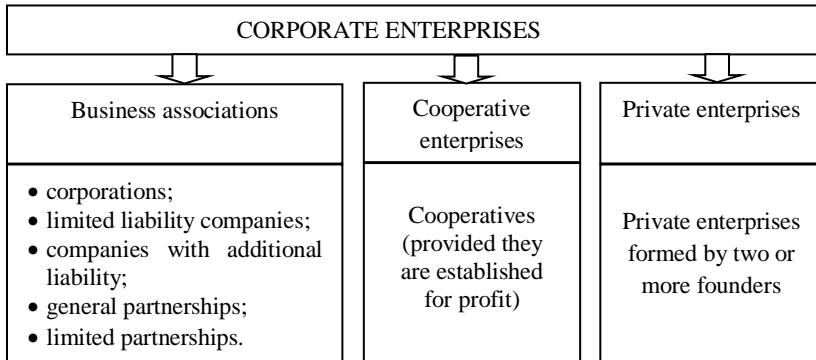 CORPORATE ENTERPRISES
Business associations
Cooperative
enterprises
Private enterprises
• corporations;
• limited liability companies;
• companies with additional
liability;
• general partnerships;
• limited partnerships.
Cooperatives
(provided they
are established
for profit)
Private enterprises
formed by two or
more founders